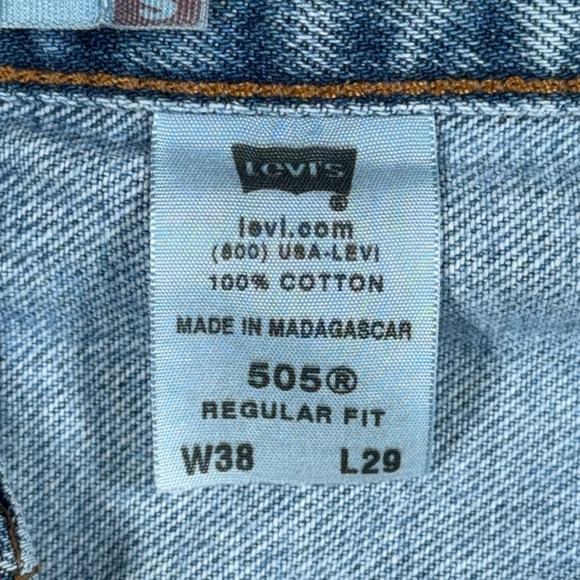 LEVI'S
®
levi.com
(800) USA-LEVI
100% COTTON
MADE IN MADAGASCAR
505®
REGULAR FIT
W38 L29